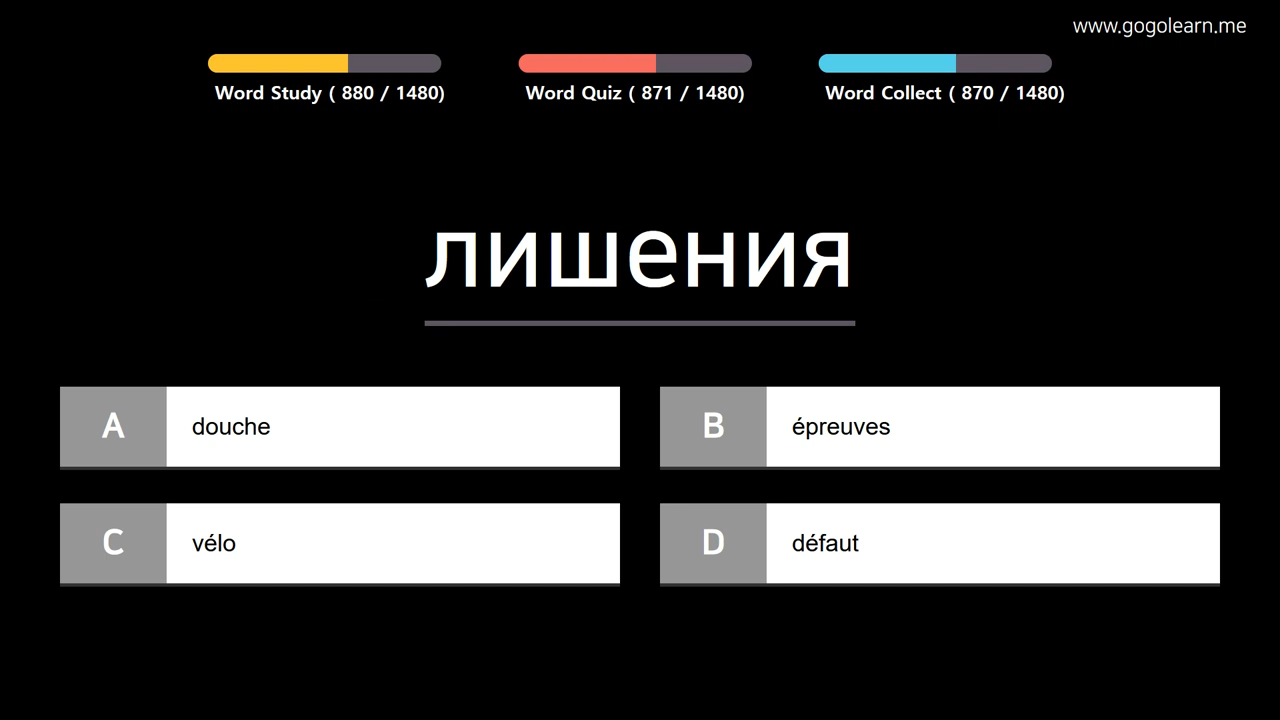 www.gogolearn.me
Word Study ( 880 / 1480)
Word Quiz ( 871 / 1480)
Word Collect ( 870 / 1480)
лишения
A douche
B épreuves
C vélo
D défaut